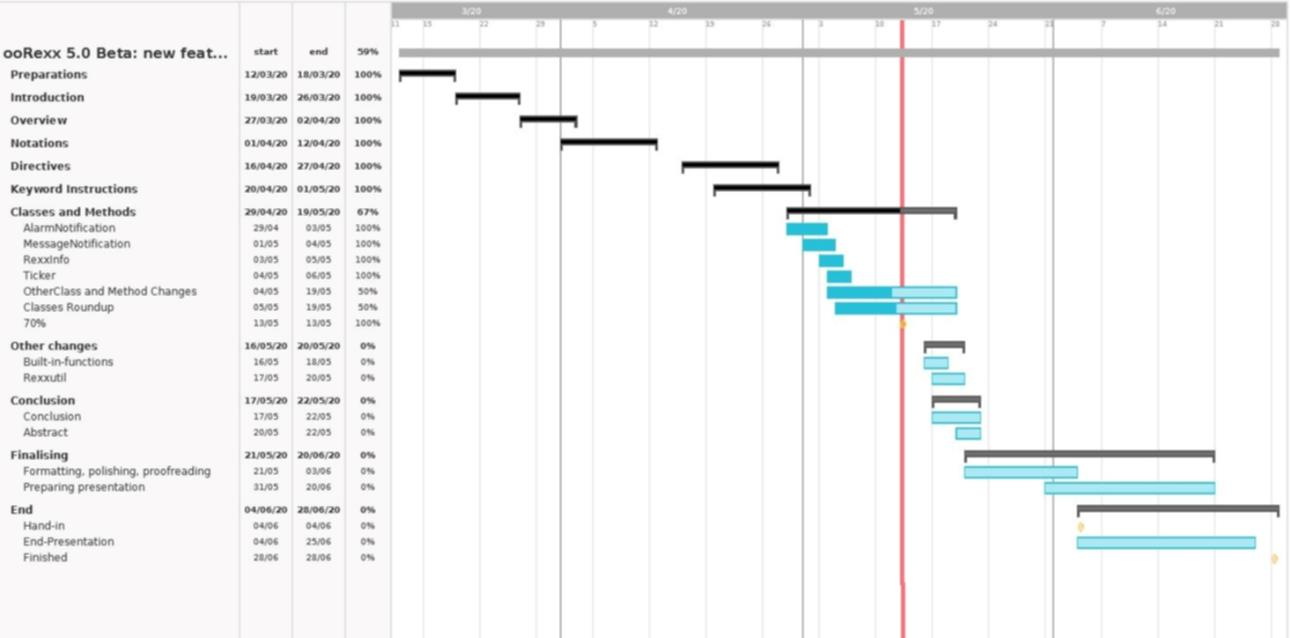 3/20 4/20 5/20 6/20
11 15 22 29 5 12 19 26 3 10 17 24 31 7 14 21 28
ooRexx 5.0 Beta: new feat... start end 59%
Preparations 12/03/20 18/03/20 100%
Introduction 19/03/20 26/03/20 100%
Overview 27/03/20 02/04/20 100%
Notations 01/04/20 12/04/20 100%
Directives 16/04/20 27/04/20 100%
Keyword Instructions 20/04/20 01/05/20 100%
Classes and Methods 29/04/20 19/05/20 67%
AlarmNotification 29/04 03/05 100%
MessageNotification 01/05 04/05 100%
RexxInfo 03/05 05/05 100%
Ticker 04/05 06/05 100%
OtherClass and Method Changes 04/05 19/05 50%
Classes Roundup 05/05 19/05 50%
70% 13/05 13/05 100%
Other changes 16/05/20 20/05/20 0%
Built-in-functions 16/05 18/05 0%
Rexxutil 17/05 20/05 0%
Conclusion 17/05/20 22/05/20 0%
Conclusion 17/05 22/05 0%
Abstract 20/05 22/05 0%
Finalising 21/05/20 20/06/20 0%
Formatting, polishing, proofreading 21/05 03/06 0%
Preparing presentation 31/05 20/06 0%
End 04/06/20 28/06/20 0%
Hand-in 04/06 04/06 0%
End-Presentation 04/06 25/06 0%
Finished 28/06 28/06 0%